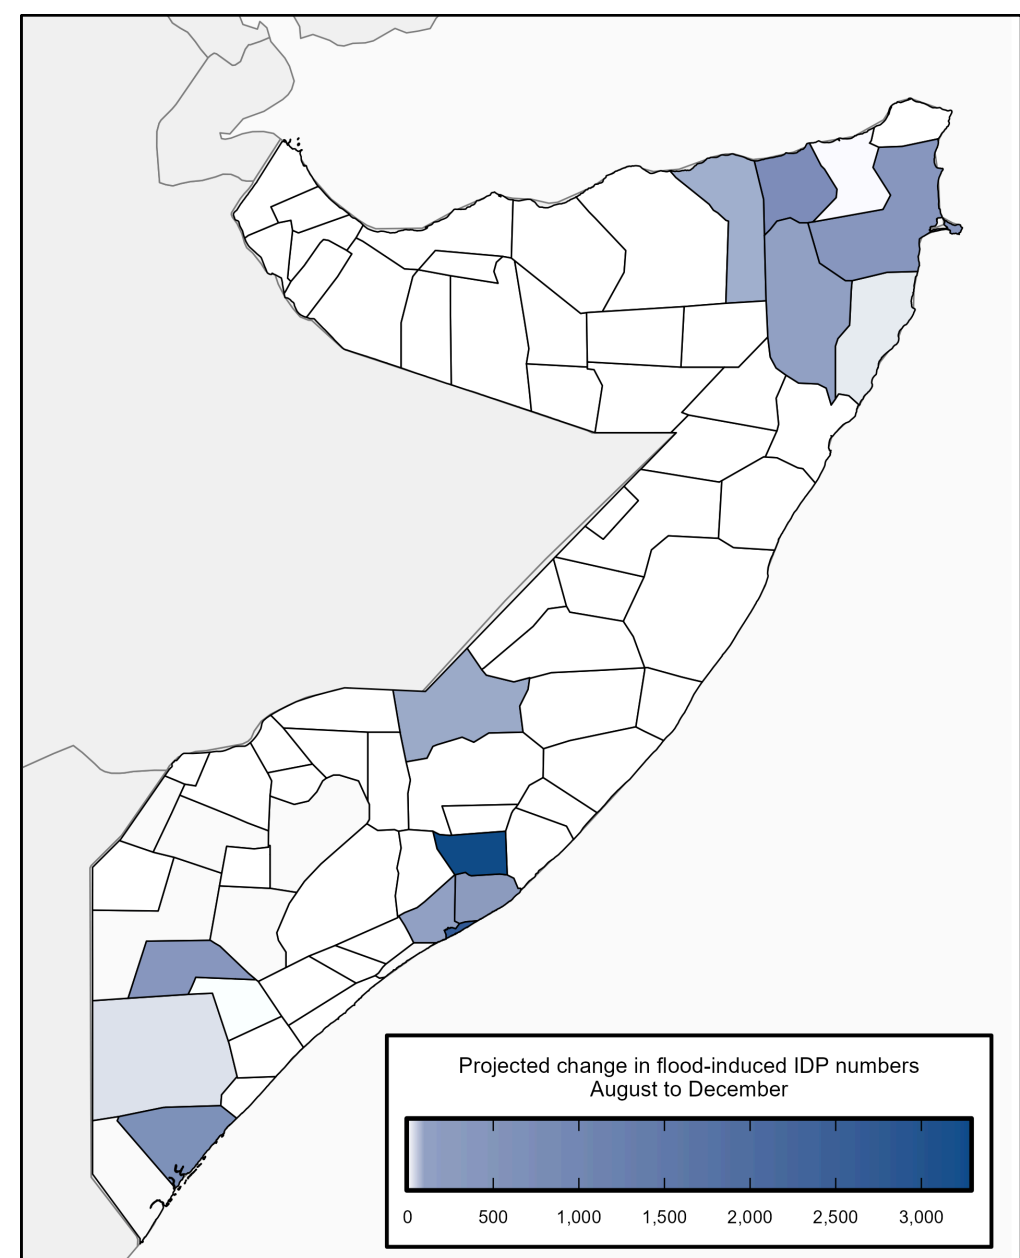 Projected change in flood-induced IDP numbers
August to December
0 500 1,000 1,500 2,000 2,500 3,000